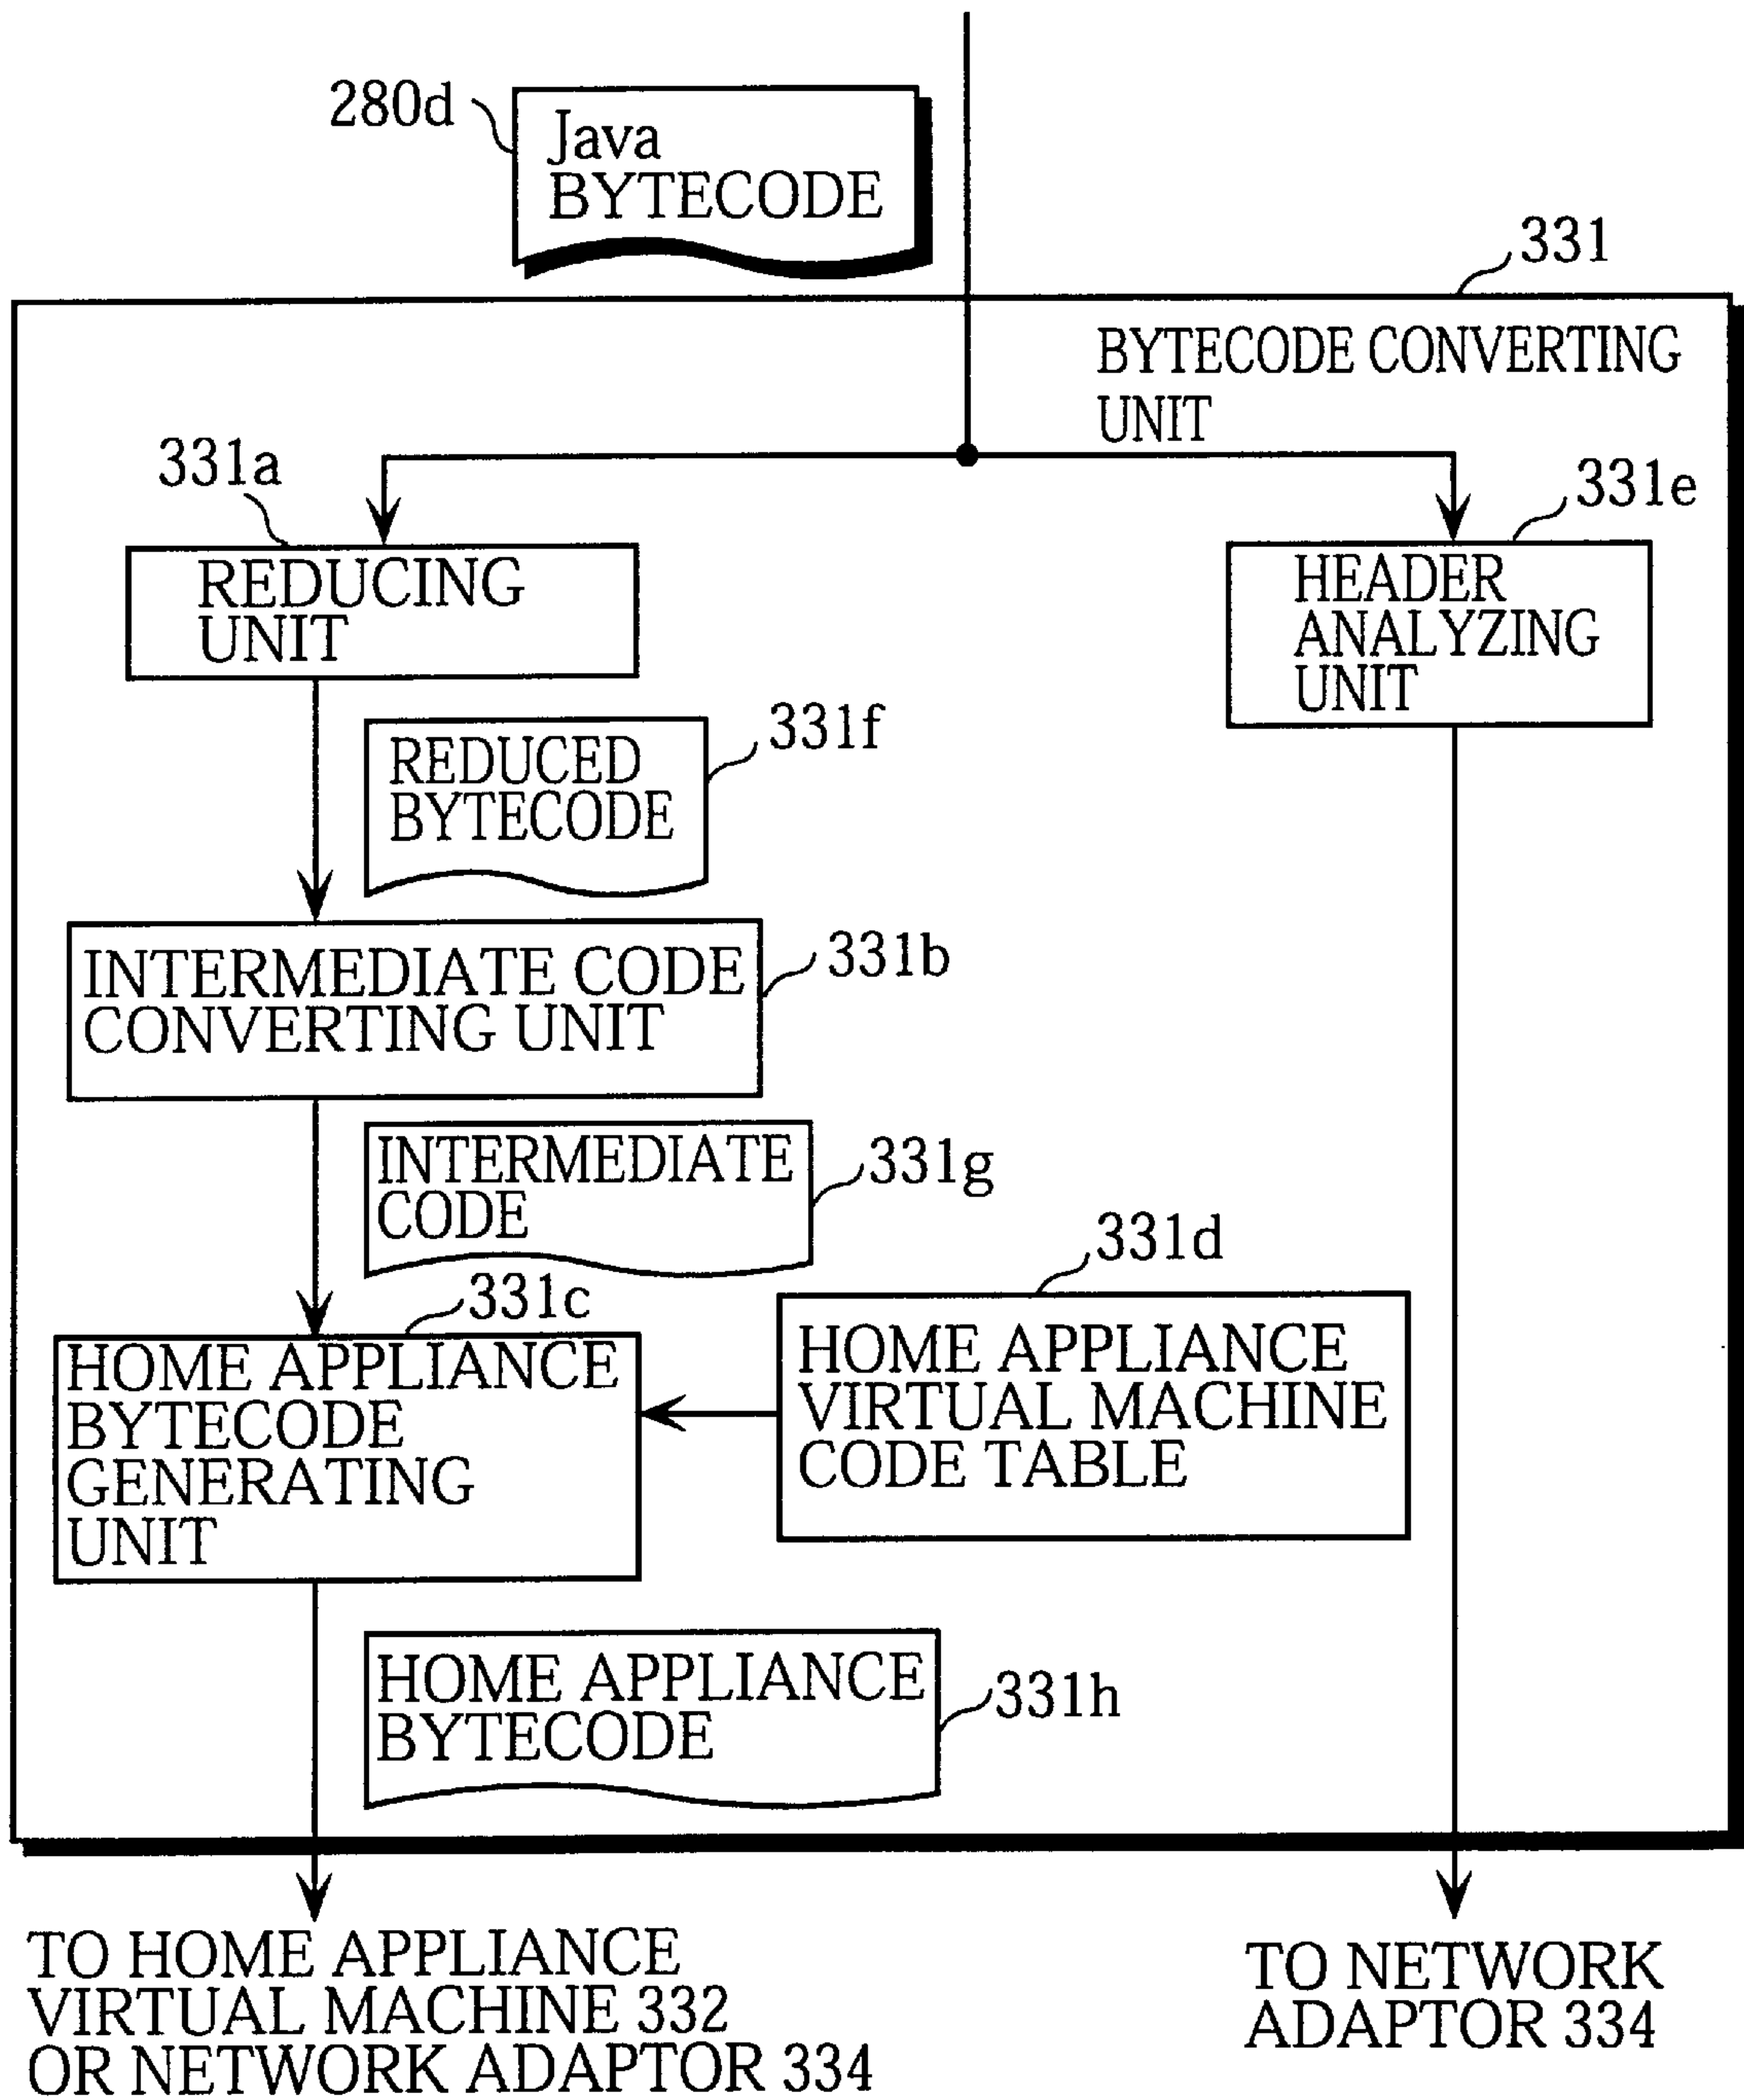 280d
Java
BYTECODE
331
BYTECODE CONVERTING
UNIT
331a
331e
REDUCING
UNIT
HEADER
ANALYZING
UNIT
331f
REDUCED
BYTECODE
331b
INTERMEDIATE CODE
CONVERTING UNIT
INTERMEDIATE
CODE
331g
331d
331c
HOME APPLIANCE
BYTECODE
GENERATING
UNIT
HOME APPLIANCE
VIRTUAL MACHINE
CODE TABLE
HOME APPLIANCE
BYTECODE
331h
TO HOME APPLIANCE
VIRTUAL MACHINE 332
OR NETWORK ADAPTOR 334
TO NETWORK
ADAPTOR 334